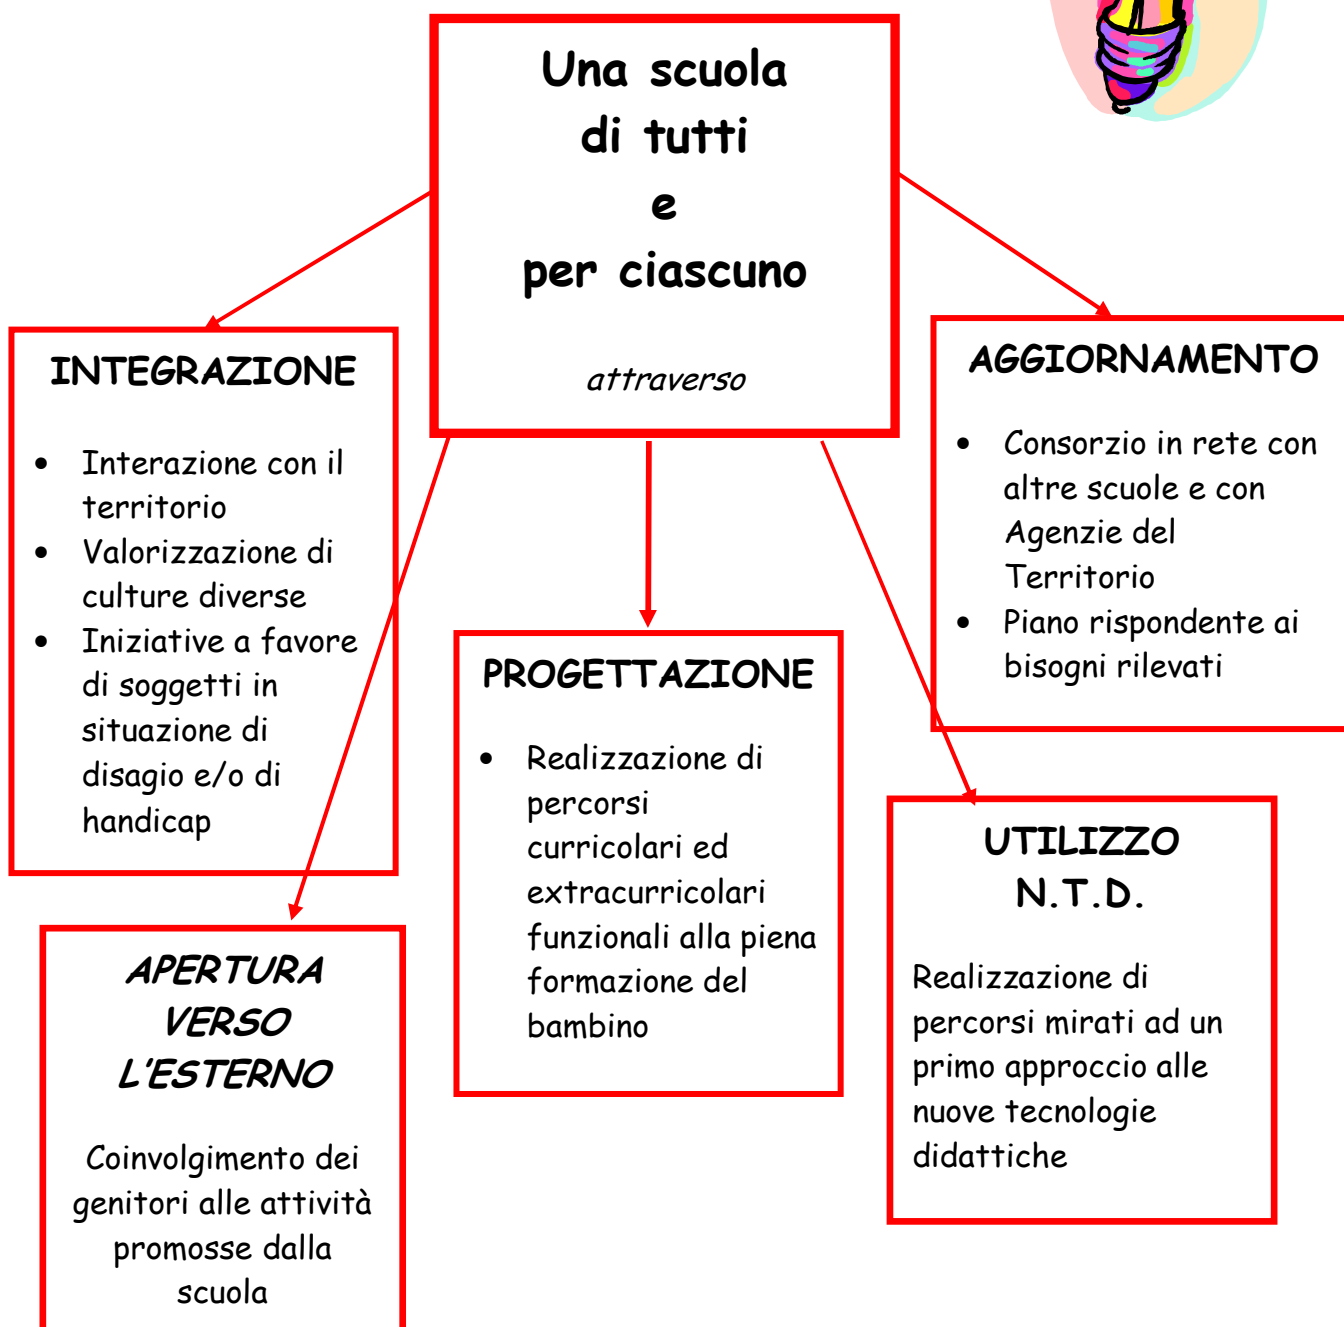 Una scuola
di tutti
e
per ciascuno
attraverso
INTEGRAZIONE
• Interazione con il
territorio
• Valorizzazione di
culture diverse
• Iniziative a favore
di soggetti in
situazione di
disagio e/o di
handicap
AGGIORNAMENTO
• Consorzio in rete con
altre scuole e con
Agenzie del
Territorio
• Piano rispondente ai
bisogni rilevati
PROGETTAZIONE
• Realizzazione di
percorsi
curricolari ed
extracurricolari
funzionali alla piena
formazione del
bambino
UTILIZZO
N.T.D.
Realizzazione di
percorsi mirati ad un
primo approccio alle
nuove tecnologie
didattiche
APERTURA
VERSO
L'ESTERNO
Coinvolgimento dei
genitori alle attività
promosse dalla
scuola